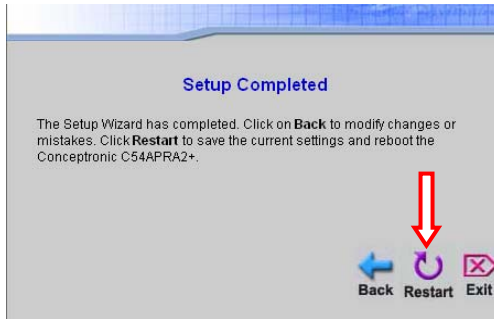 Setup Completed
The Setup Wizard has completed. Click on Back to modify changes or
mistakes. Click Restart to save the current settings and reboot the
Conceptronic C54APRA2+.
Back Restart Exit